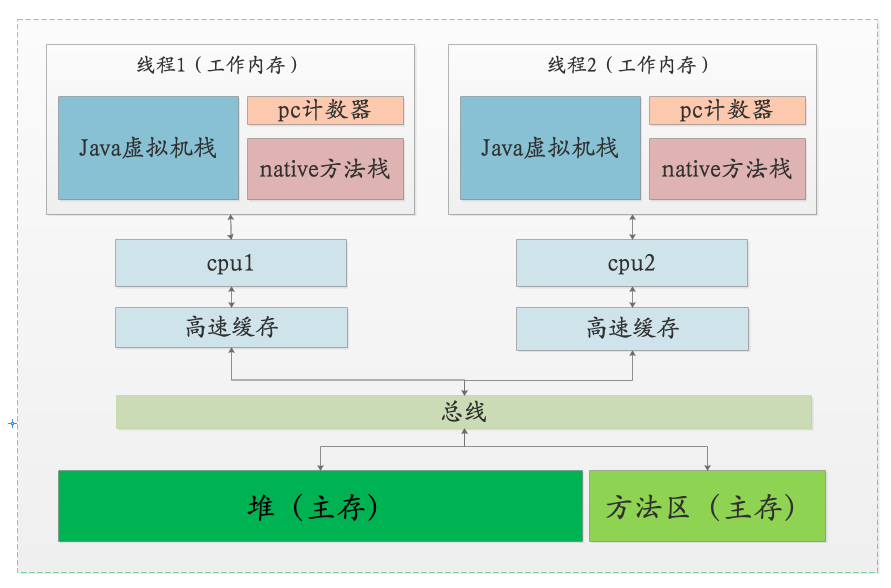 线程1（工作内存）
线程2（工作内存）
Java虚拟机栈
pc计数器
native方法栈
Java虚拟机栈
pc计数器
native方法栈
cpu1
cpu2
高速缓存
高速缓存
总线
堆（主存）
方法区（主存）